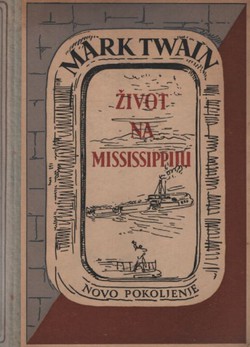 MARK TWAIN
ŽIVOT
NA
MISSISSIPPIJU
NOVO POKOLJENJE